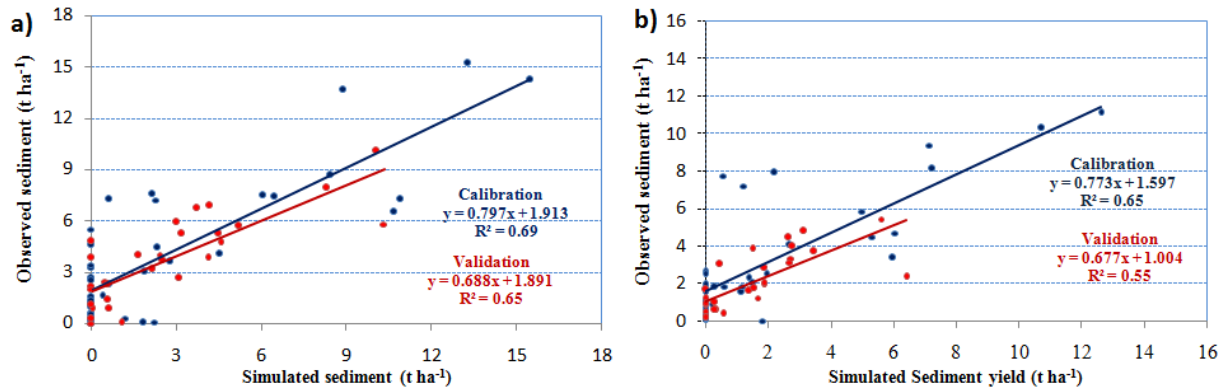 a)
Observed sediment (t ha⁻¹)
18
15
12
9
6
3
0
0 3 6 9 12 15 18
Simulated sediment (t ha⁻¹)
Calibration
y = 0.797x + 1.913
R² = 0.69
Validation
y = 0.688x + 1.891
R² = 0.65
b)
Observed sediment (t ha⁻¹)
16
14
12
10
8
6
4
2
0
0 2 4 6 8 10 12 14 16
Simulated Sediment yield (t ha⁻¹)
Calibration
y = 0.773x + 1.597
R² = 0.65
Validation
y = 0.677x + 1.004
R² = 0.55